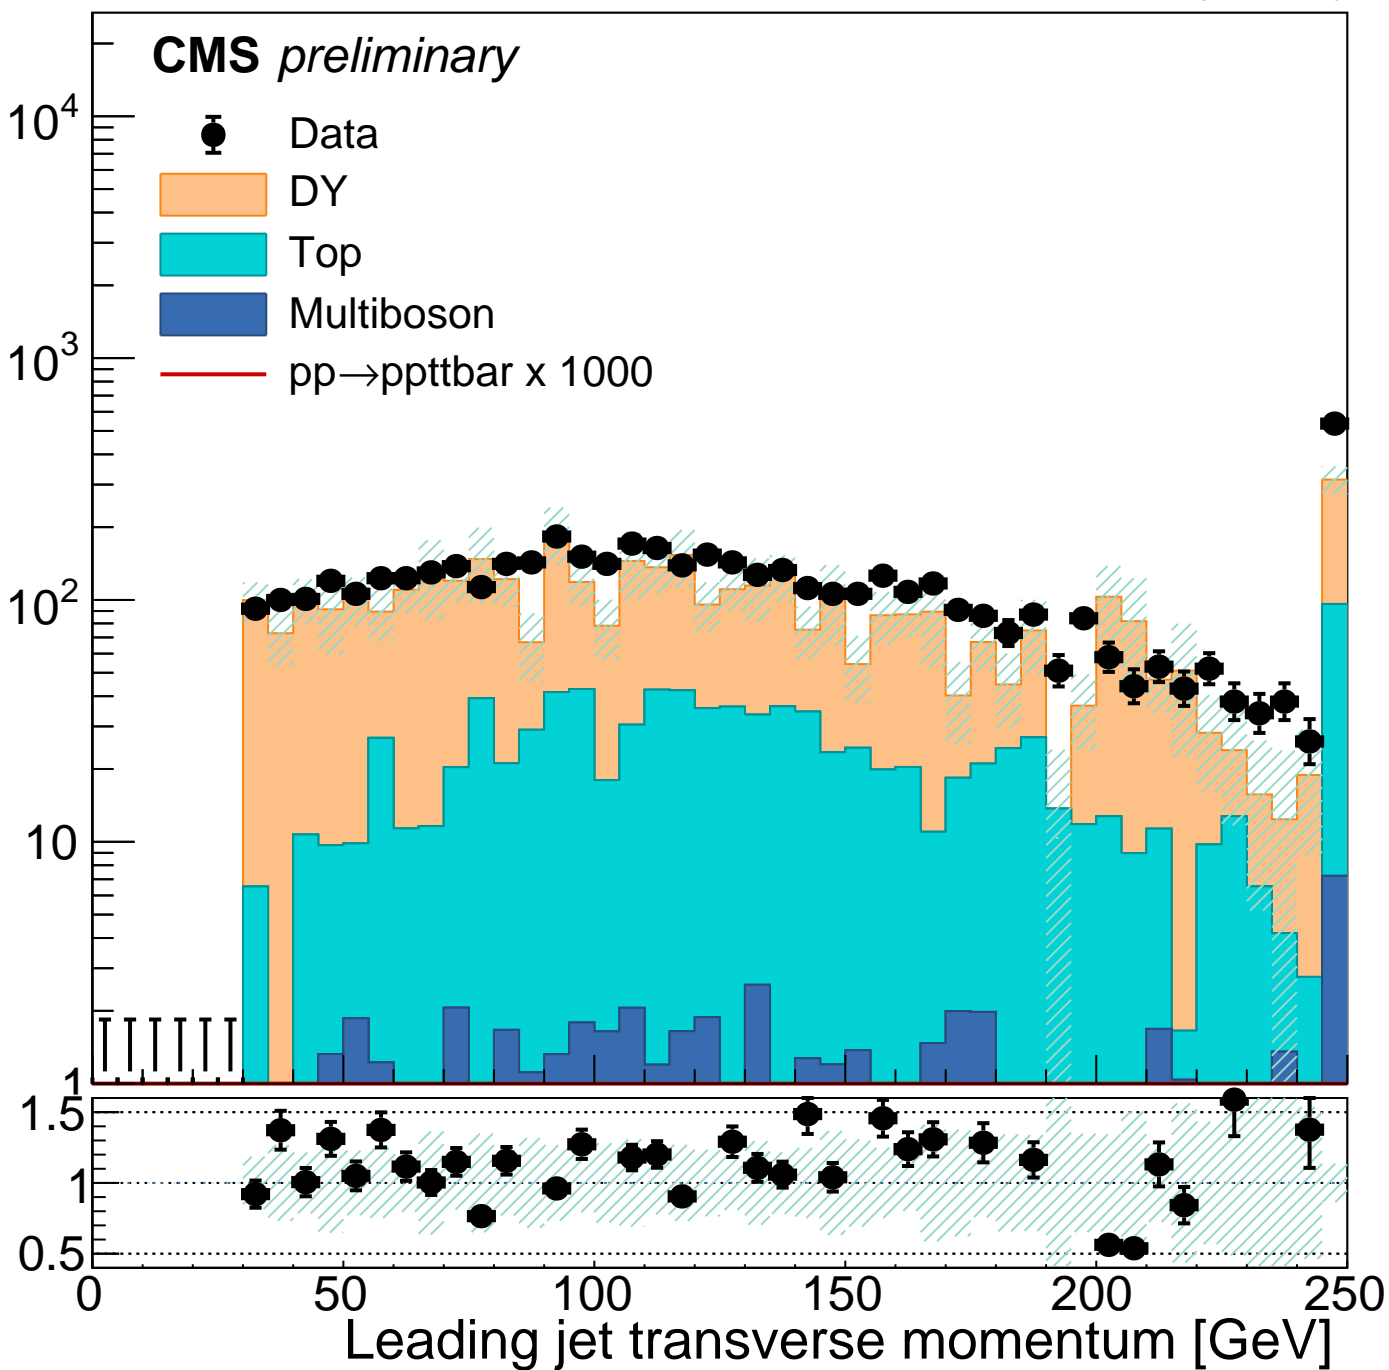 CMS preliminary
Data
DY
Top
Multiboson
pp→ppttbar x 1000
10^4
10^3
10^2
10
1
1.5
1
0.5
0 50 100 150 200 250
Leading jet transverse momentum [GeV]